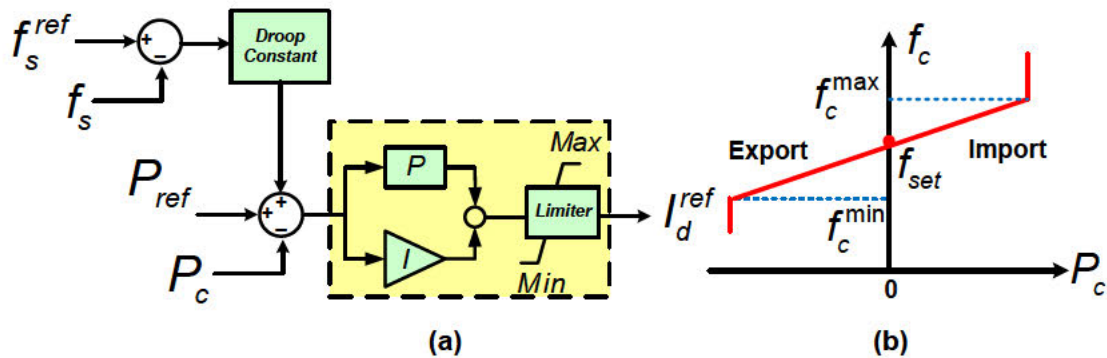 f_s^ref
+
−
Droop
Constant
f_s
P_ref
+
+
−
P_c
P
I
Max
Limiter
Min
I_d^ref
(a)
f_c
f_c^max
Export
Import
f_set
f_c^min
0
P_c
(b)